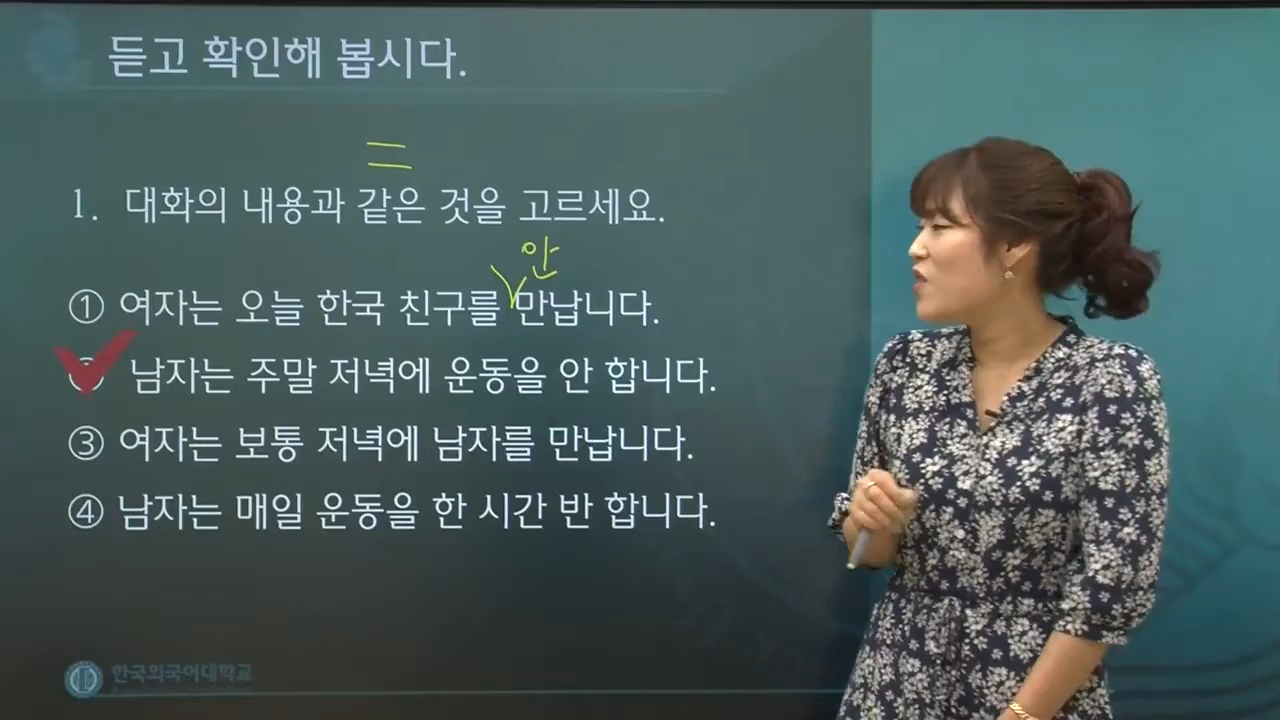 듣고 확인해 봅시다.
=
1. 대화의 내용과 같은 것을 고르세요.
안
① 여자는 오늘 한국 친구를 만납니다.
남자는 주말 저녁에 운동을 안 합니다.
③ 여자는 보통 저녁에 남자를 만납니다.
④ 남자는 매일 운동을 한 시간 반 합니다.
한국외국어대학교